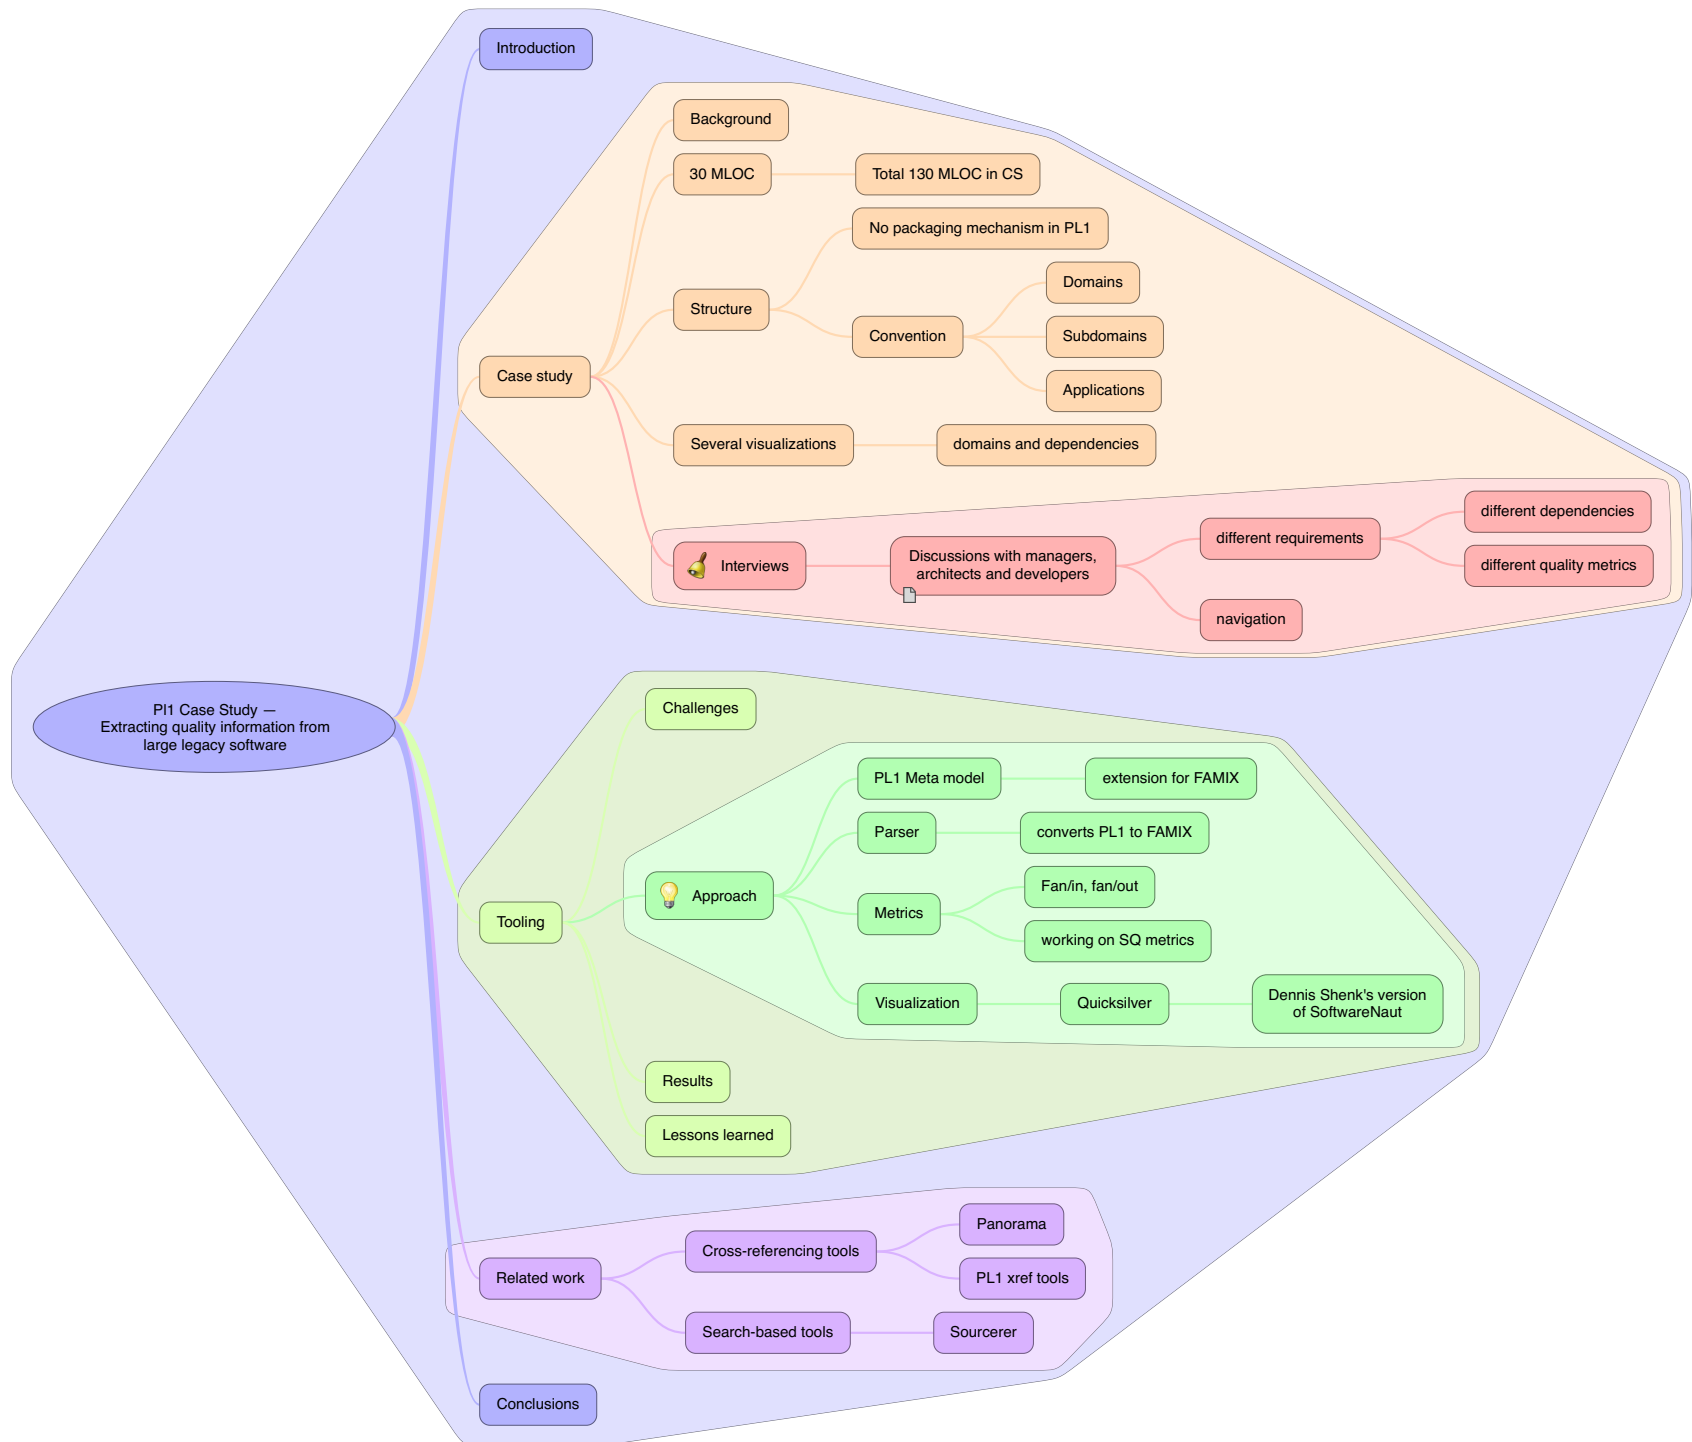 Introduction
Background
30 MLOC
Total 130 MLOC in CS
No packaging mechanism in PL1
Structure
Convention
Domains
Subdomains
Applications
Case study
Several visualizations
domains and dependencies
Interviews
Discussions with managers,
architects and developers
different requirements
different dependencies
different quality metrics
navigation
Pl1 Case Study —
Extracting quality information from
large legacy software
Challenges
PL1 Meta model
extension for FAMIX
Parser
converts PL1 to FAMIX
Approach
Metrics
Fan/in, fan/out
working on SQ metrics
Tooling
Visualization
Quicksilver
Dennis Shenk's version
of SoftwareNaut
Results
Lessons learned
Related work
Cross-referencing tools
Panorama
PL1 xref tools
Search-based tools
Sourcerer
Conclusions